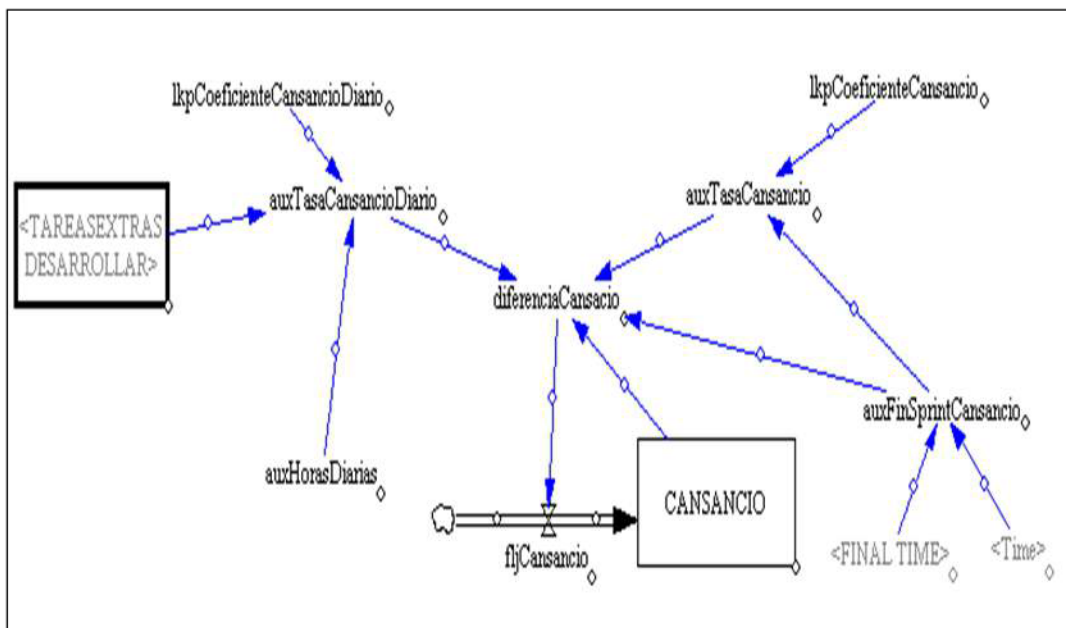 lkpCoeficienteCansancioDiario
lkpCoeficienteCansancio
auxTasaCansancioDiario
auxTasaCansancio
<TAREASEXTRAS
DESARROLLAR>
diferenciaCansacio
auxFinSprintCansancio
auxHorasDiarias
CANSANCIO
fljCansancio
<FINAL TIME>
<Time>